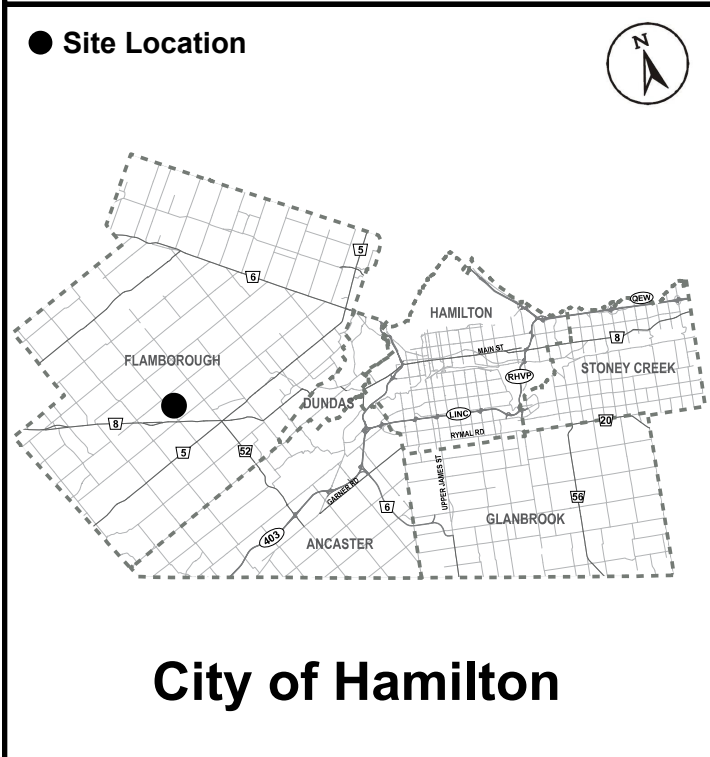 Site Location
N
5
6
HAMILTON
QEW
8
MAIN ST
FLAMBOROUGH
STONEY CREEK
RHVP
DUNDAS
LINC
20
8
RYMAL RD
5
52
UPPER JAMES ST
GARNER RD
56
6
GLANBROOK
403
ANCASTER
City of Hamilton